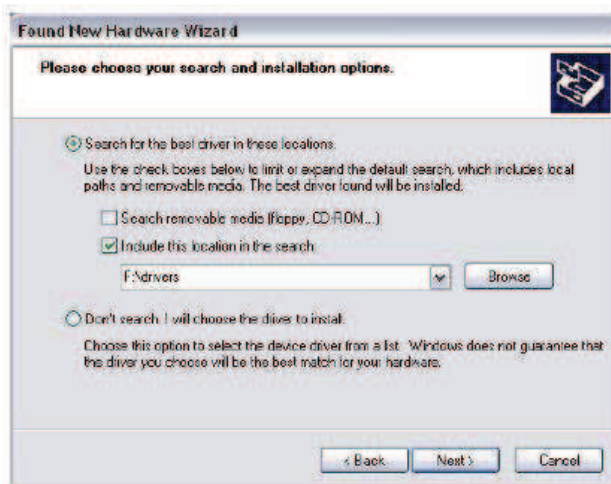 Found New Hardware Wizard
Please choose your search and installation options.
Search for the best driver in these locations.
Use the check boxes below to limit or expand the default search, which includes local
paths and removable media. The best driver found will be installed.
Search removable media (floppy, CD-ROM...)
Include this location in the search:
F:\drivers
Browse
Don't search. I will choose the driver to install.
Choose this option to select the device driver from a list. Windows does not guarantee that
the driver you choose will be the best match for your hardware.
< Back
Next >
Cancel